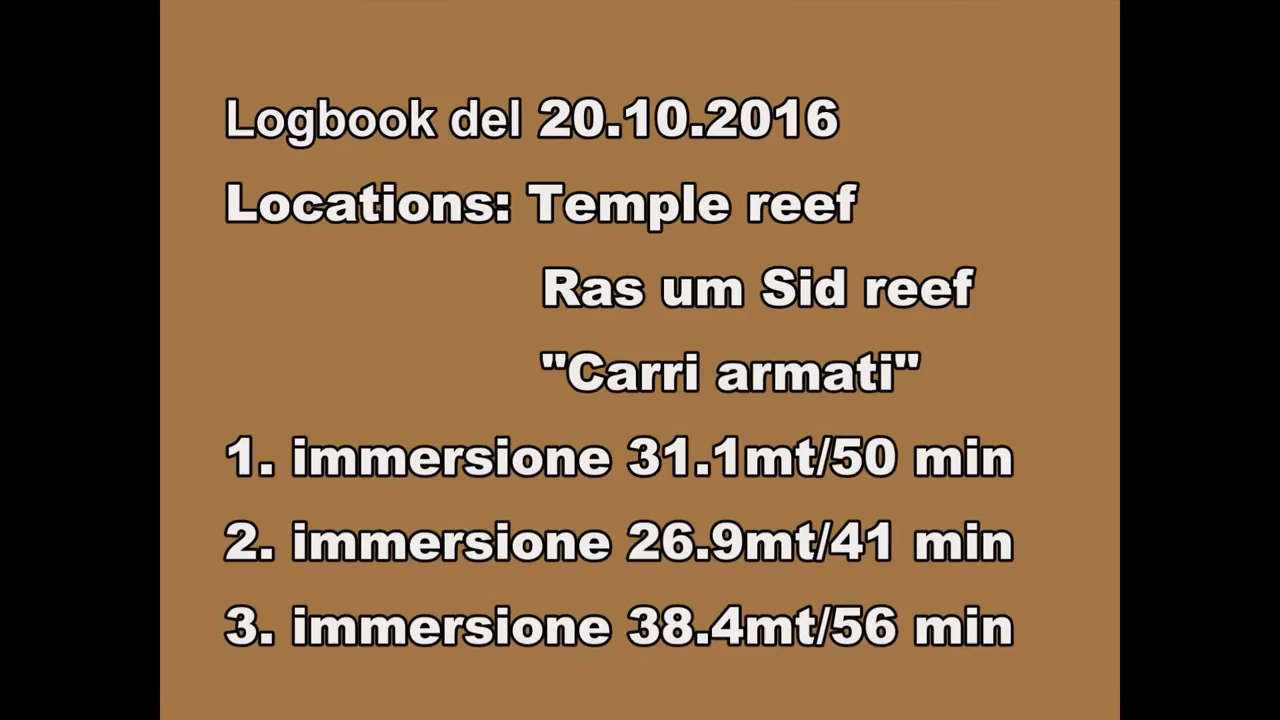 Logbook del 20.10.2016
Locations: Temple reef
Ras um Sid reef
"Carri armati"
1. immersione 31.1mt/50 min
2. immersione 26.9mt/41 min
3. immersione 38.4mt/56 min